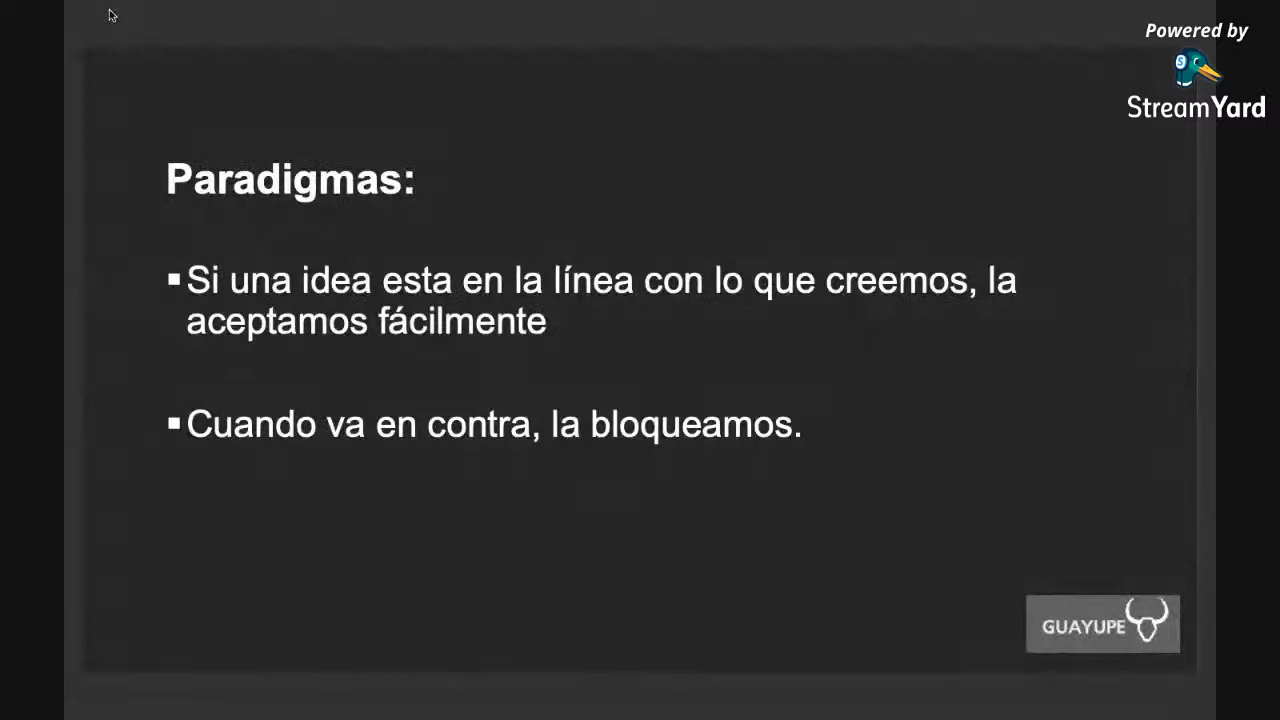 Powered by
StreamYard
Paradigmas:
▪Si una idea esta en la línea con lo que creemos, la
aceptamos fácilmente
▪Cuando va en contra, la bloqueamos.
GUAYUPE